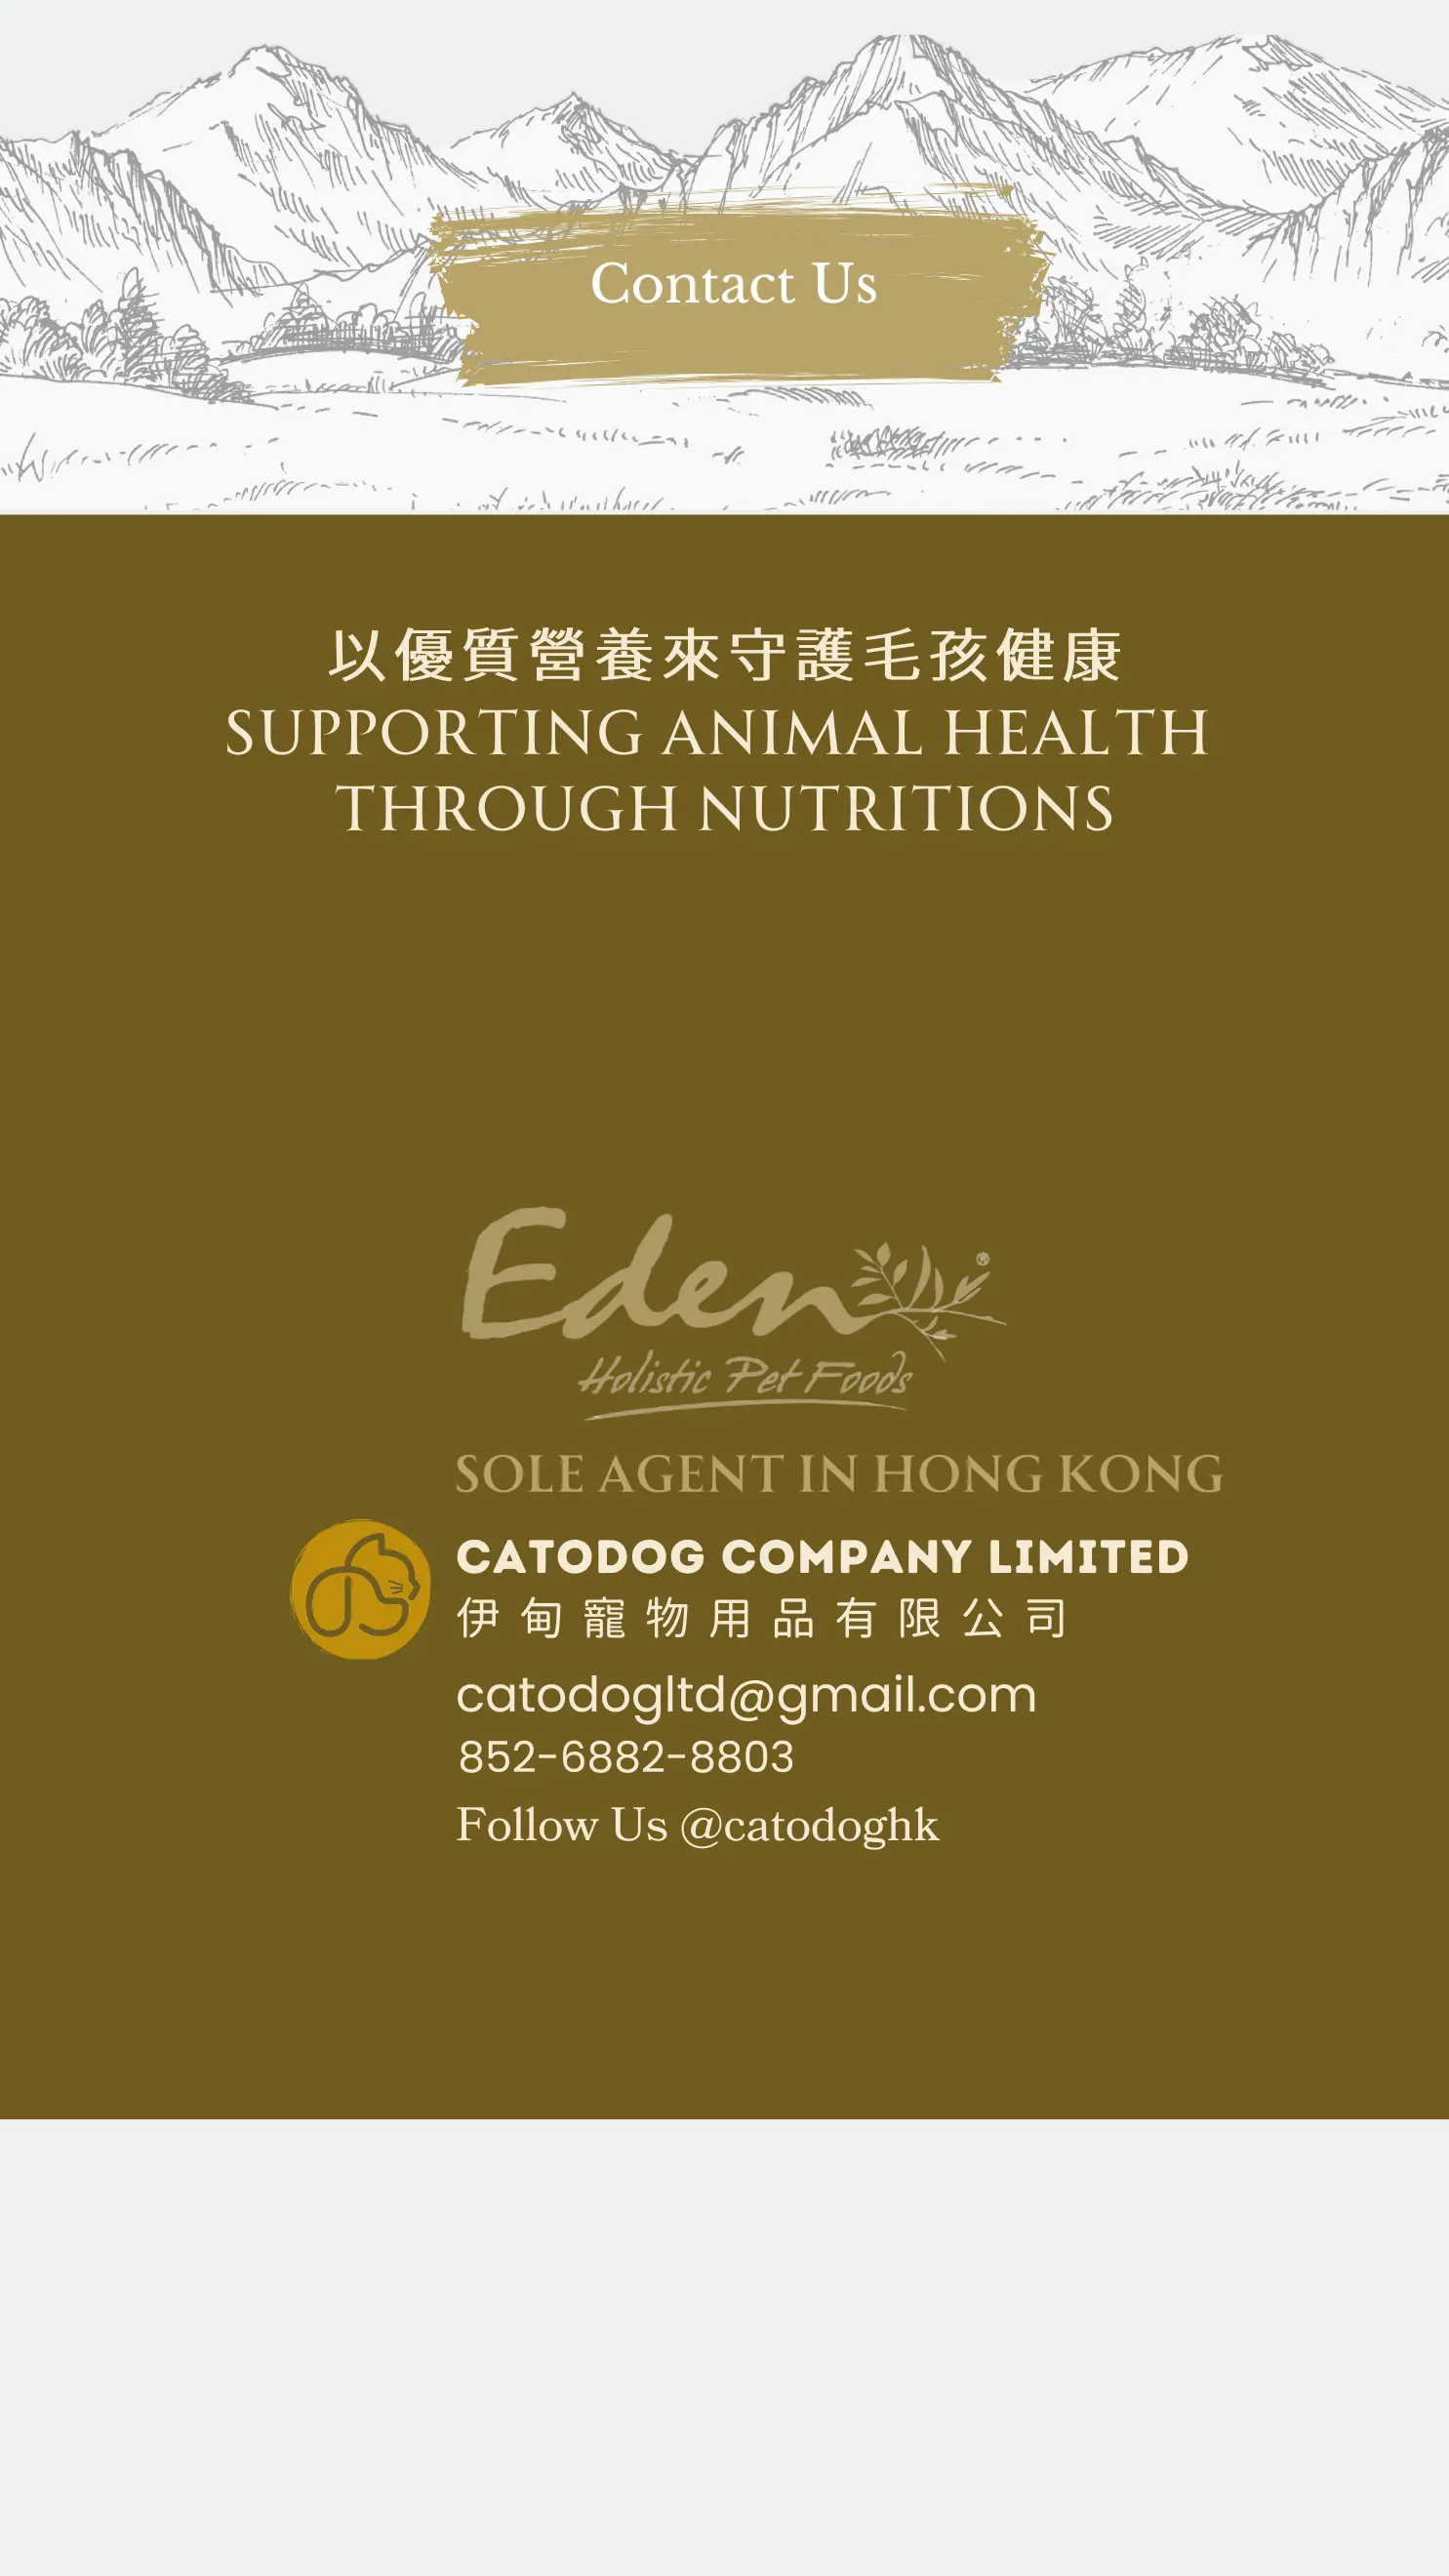 Contact Us
以優質營養來守護毛孩健康
SUPPORTING ANIMAL HEALTH
THROUGH NUTRITIONS
Eden®
Holistic Pet Foods
SOLE AGENT IN HONG KONG
CATODOG COMPANY LIMITED
伊甸寵物用品有限公司
catodogltd@gmail.com
852-6882-8803
Follow Us @catodoghk